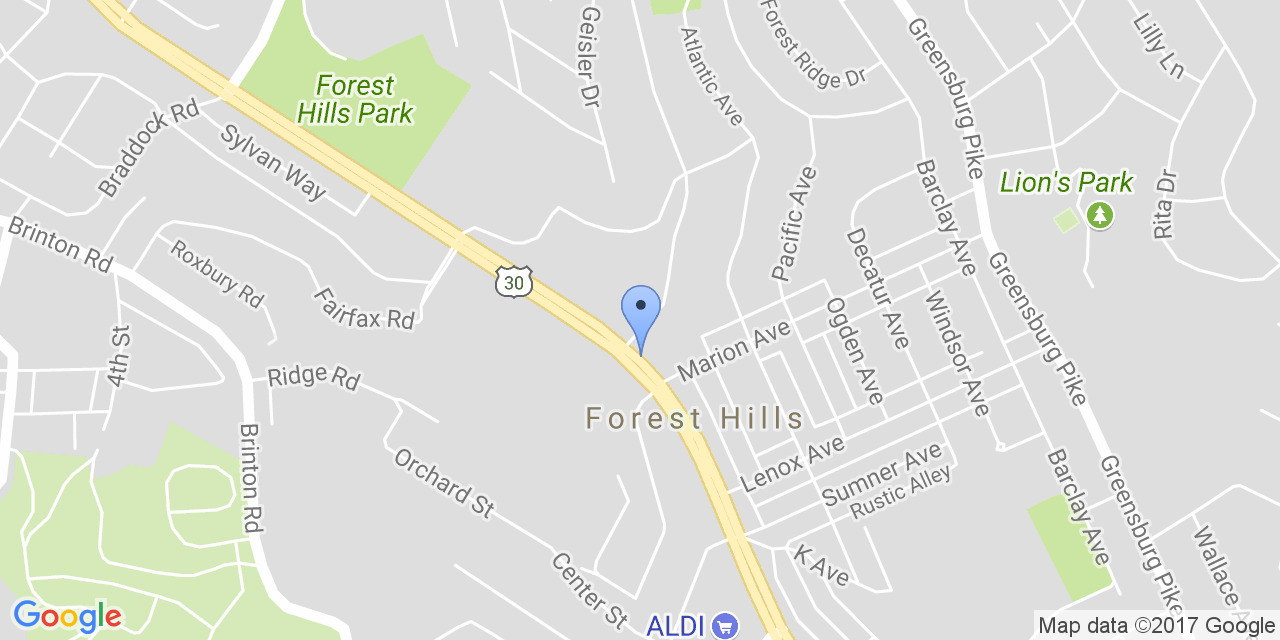 Geisler Dr
Atlantic Ave
Forest Ridge Dr
Greensburg Pike
Lilly Ln
Forest
Hills Park
Braddock Rd
Sylvan Way
Lion's Park
Rita Dr
Pacific Ave
Barclay Ave
Brinton Rd
Roxbury Rd
Fairfax Rd
30
Decatur Ave
Greensburg Pike
Ogden Ave
Windsor Ave
4th St
Marion Ave
Ridge Rd
Forest Hills
Brinton Rd
Orchard St
Lenox Ave
Sumner Ave
Rustic Alley
Barclay Ave
Greensburg Pike
Wallace A
K Ave
Center St
ALDI
Google
Map data ©2017 Google